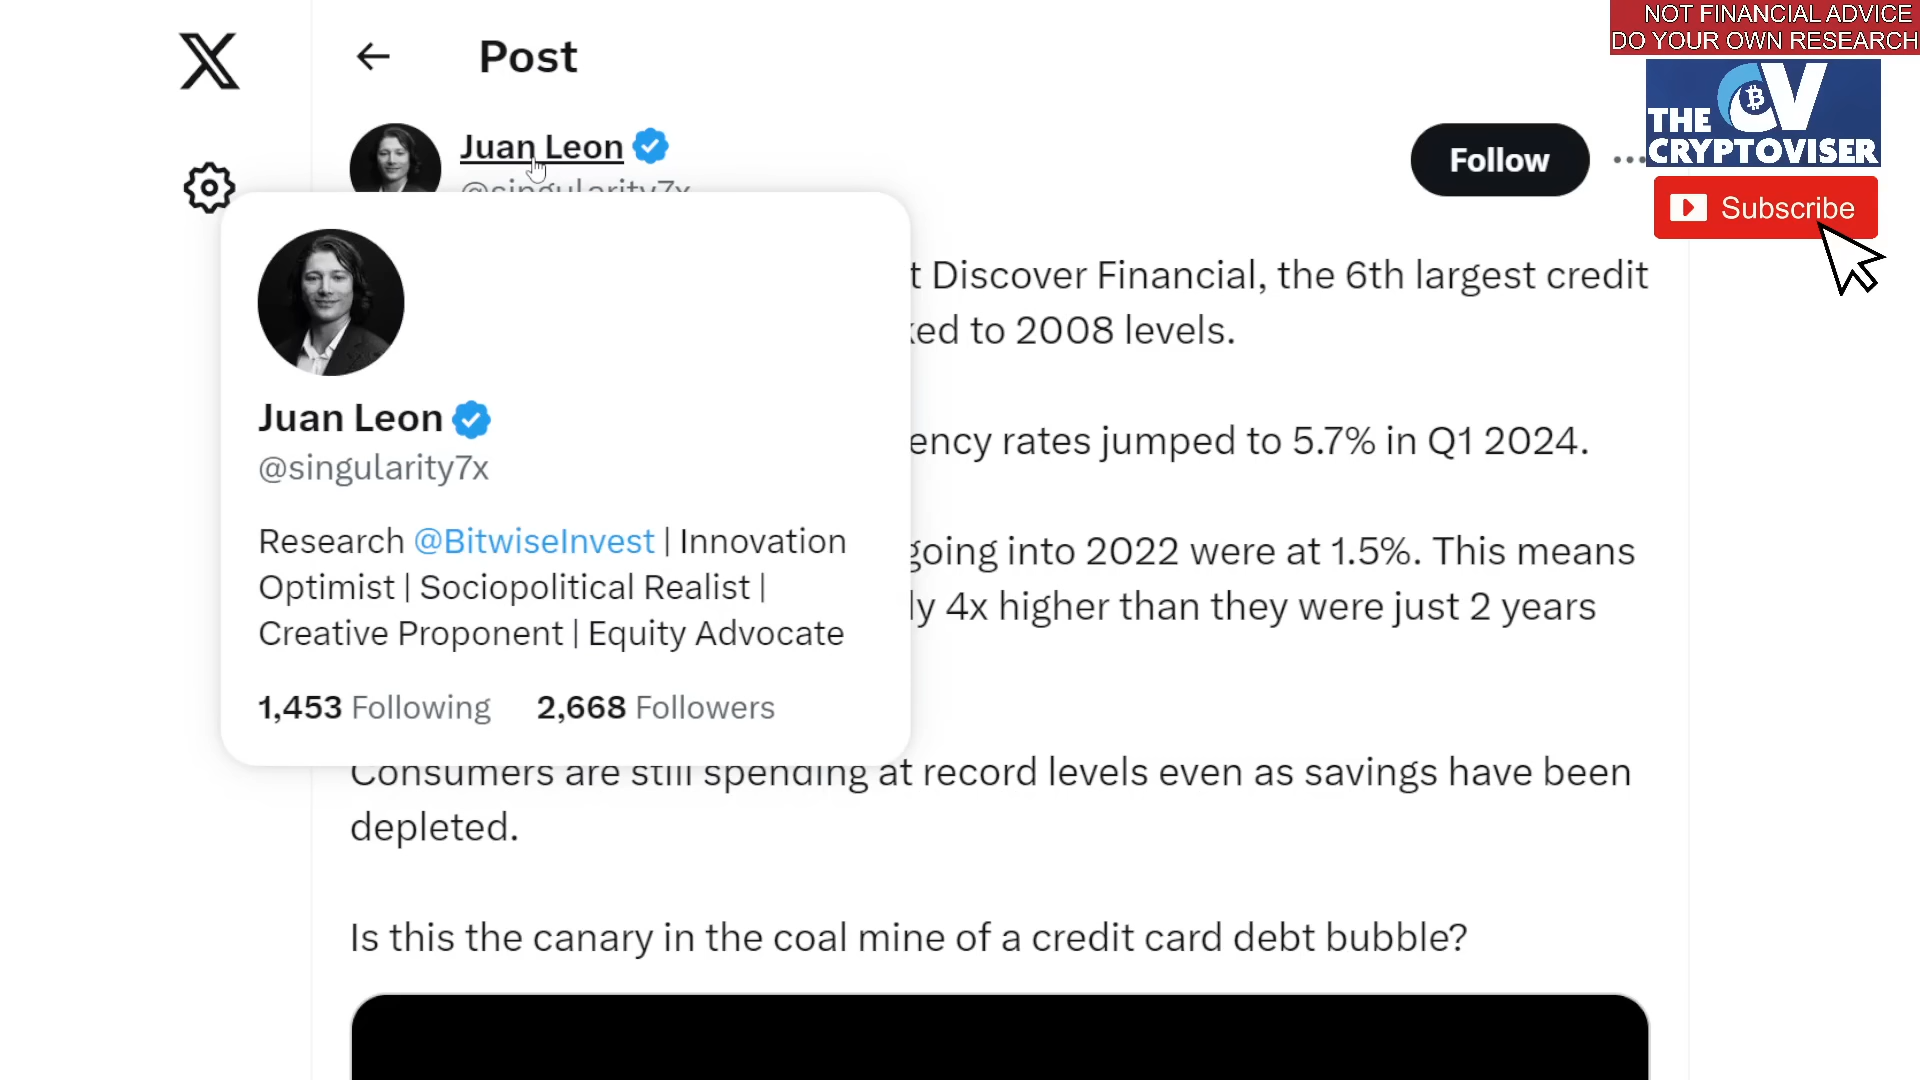 NOT FINANCIAL ADVICE
DO YOUR OWN RESEARCH
Post
THE
CV
CRYPTOVISER
Juan Leon
@singularity7x
Follow
Subscribe
t Discover Financial, the 6th largest credit
ked to 2008 levels.
Juan Leon
@singularity7x
ency rates jumped to 5.7% in Q1 2024.
Research @BitwiseInvest | Innovation
Optimist | Sociopolitical Realist |
Creative Proponent | Equity Advocate
going into 2022 were at 1.5%. This means
ly 4x higher than they were just 2 years
1,453 Following 2,668 Followers
Consumers are still spending at record levels even as savings have been
depleted.
Is this the canary in the coal mine of a credit card debt bubble?